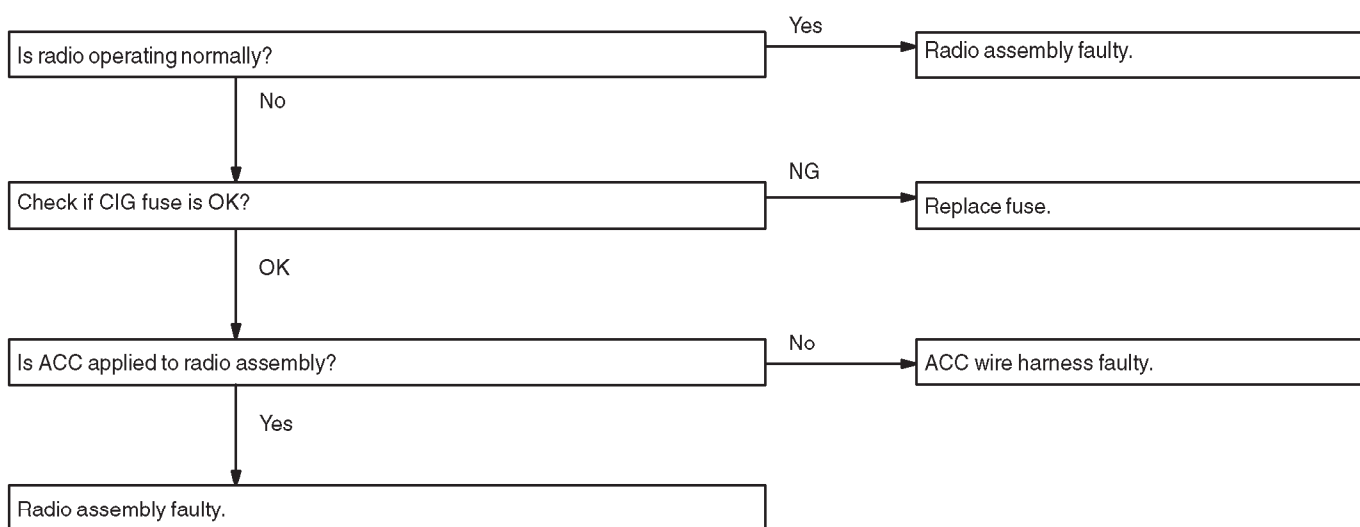 Yes
Is radio operating normally?
Radio assembly faulty.
No
NG
Check if CIG fuse is OK?
Replace fuse.
OK
No
Is ACC applied to radio assembly?
ACC wire harness faulty.
Yes
Radio assembly faulty.